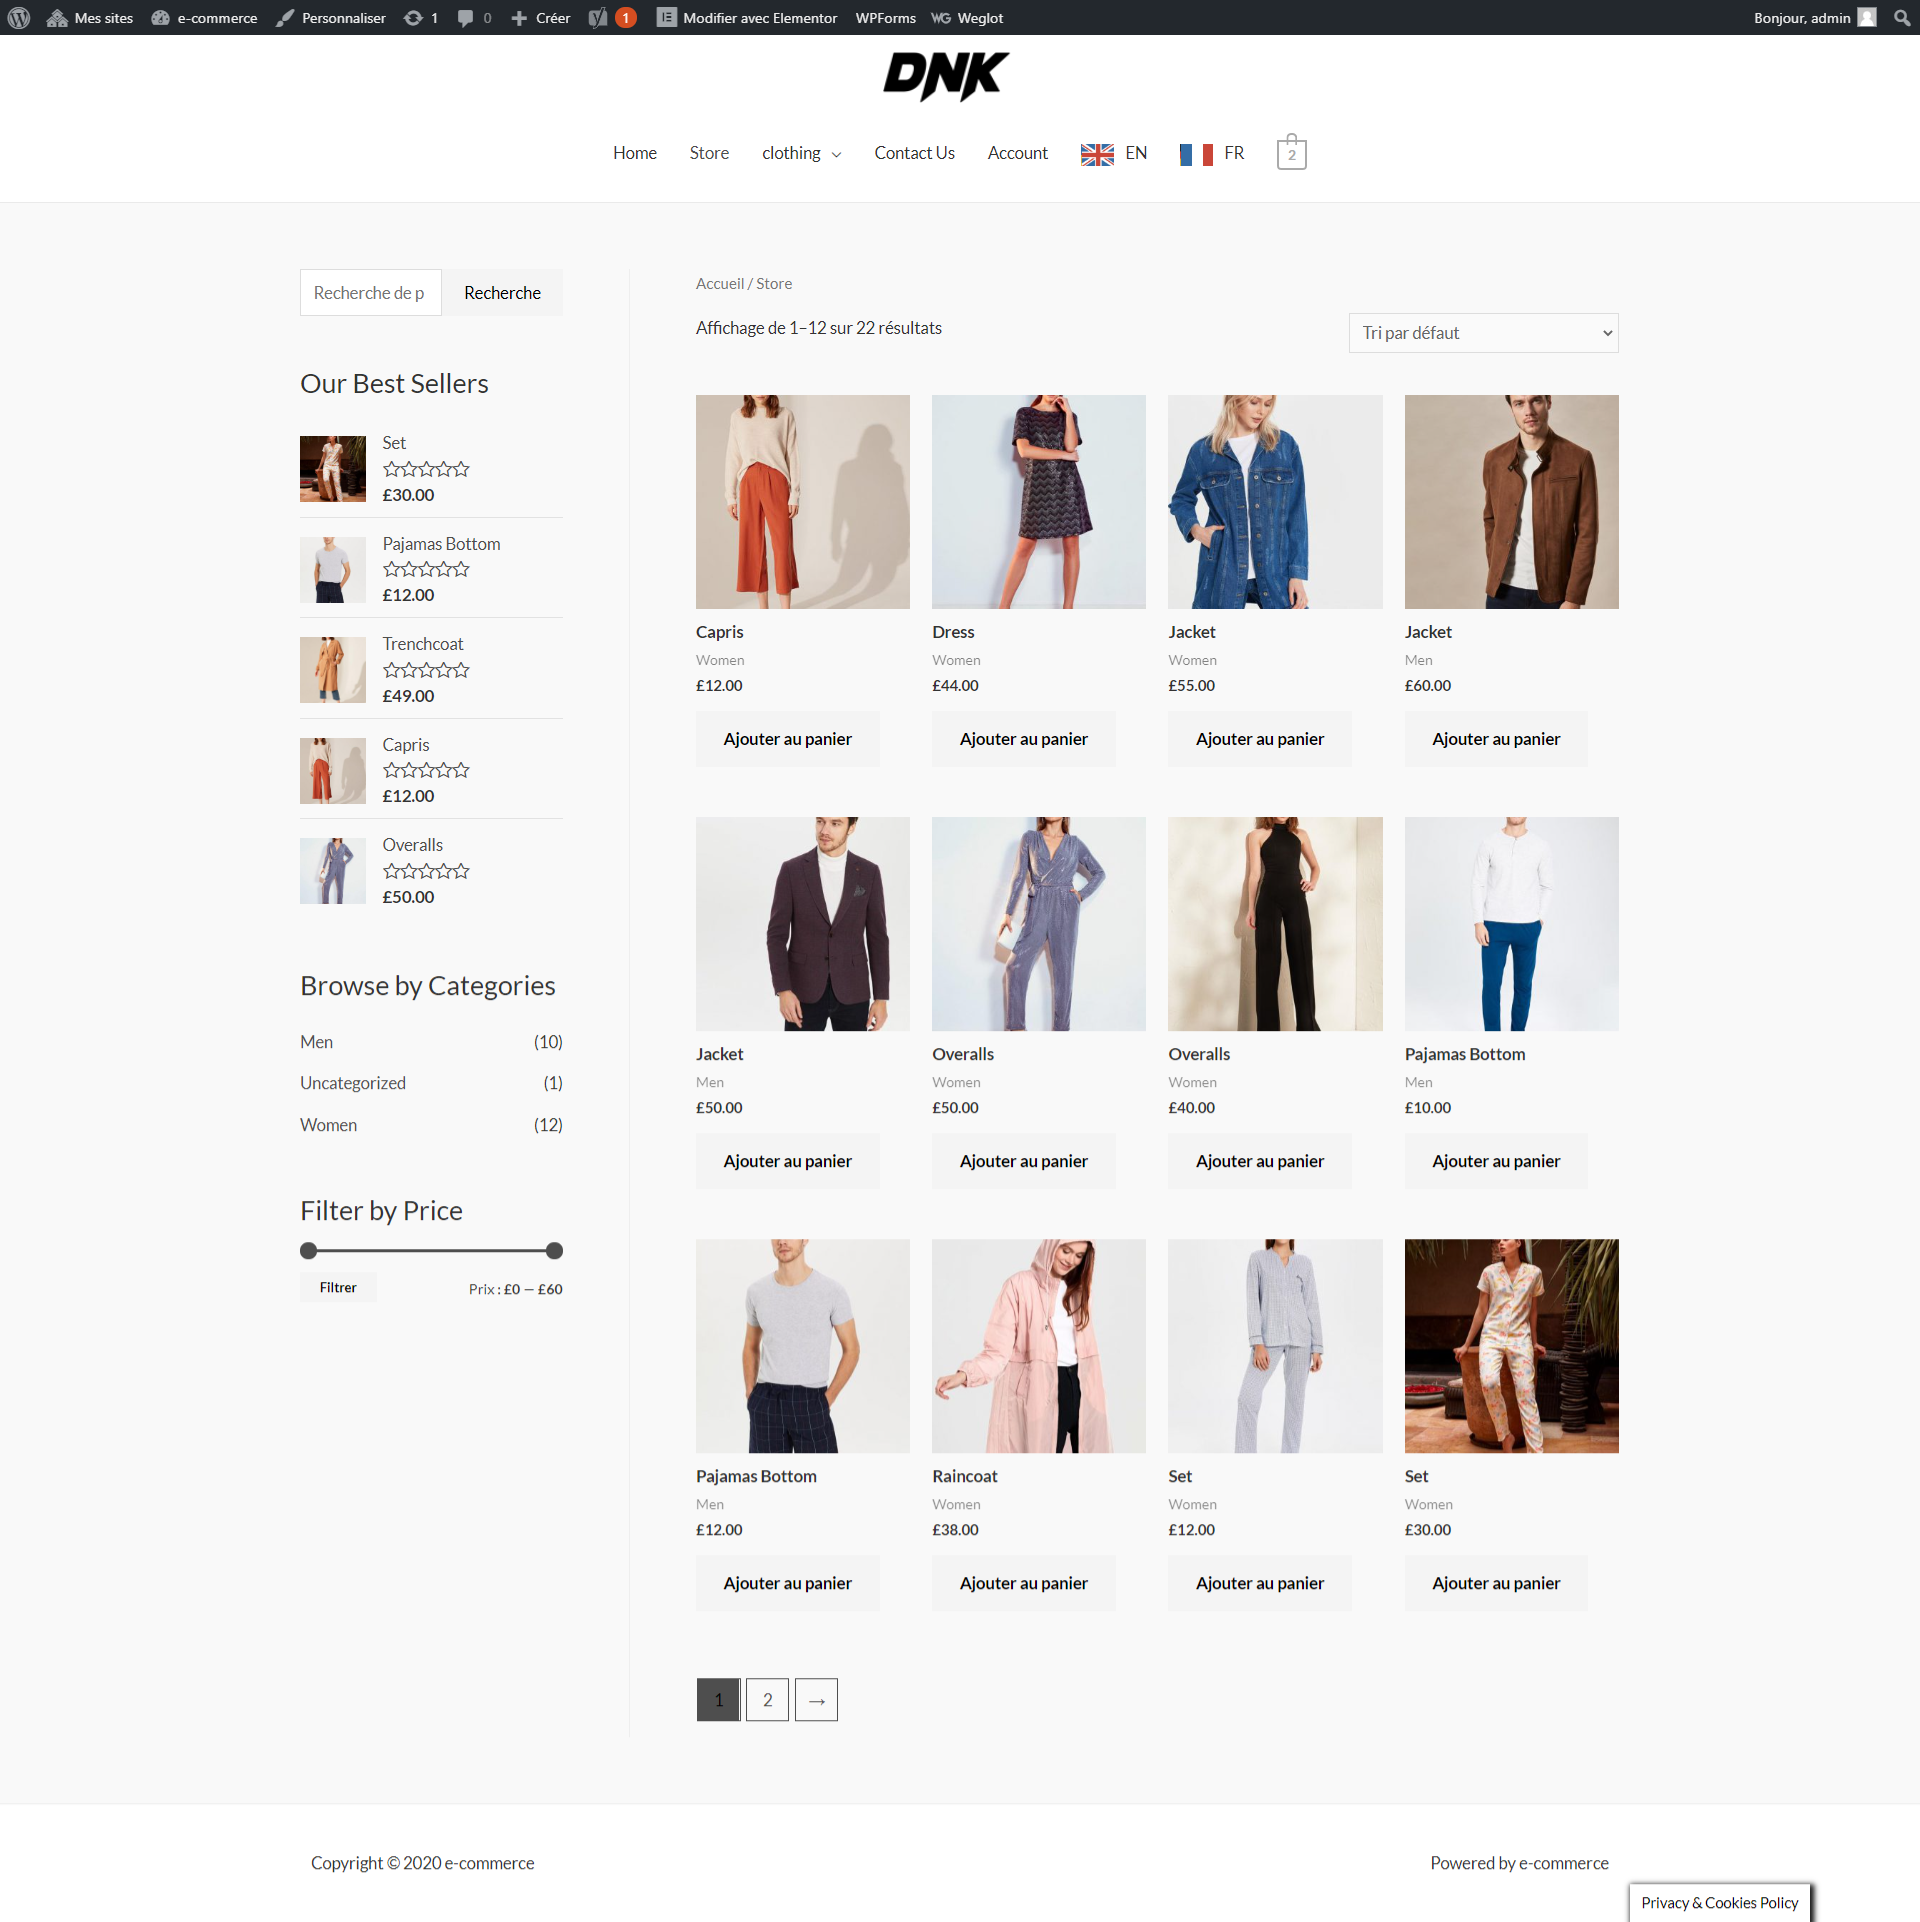 Mes sites e-commerce Personnaliser 1 0 Créer 1 Modifier avec Elementor WPForms Weglot Bonjour, admin
DNK
Home Store clothing Contact Us Account EN FR 2
Recherche de p Recherche
Our Best Sellers
Set
£30.00
Pajamas Bottom
£12.00
Trenchcoat
£49.00
Capris
£12.00
Overalls
£50.00
Browse by Categories
Men (10)
Uncategorized (1)
Women (12)
Filter by Price
Filtrer Prix : £0 — £60
Accueil / Store
Affichage de 1–12 sur 22 résultats
Tri par défaut
Capris Dress Jacket Jacket
Women Women Women Men
£12.00 £44.00 £55.00 £60.00
Ajouter au panier Ajouter au panier Ajouter au panier Ajouter au panier
Jacket Overalls Overalls Pajamas Bottom
Men Women Women Men
£50.00 £50.00 £40.00 £10.00
Ajouter au panier Ajouter au panier Ajouter au panier Ajouter au panier
Pajamas Bottom Raincoat Set Set
Men Women Women Women
£12.00 £38.00 £12.00 £30.00
Ajouter au panier Ajouter au panier Ajouter au panier Ajouter au panier
1 2 →
Copyright © 2020 e-commerce Powered by e-commerce
Privacy & Cookies Policy